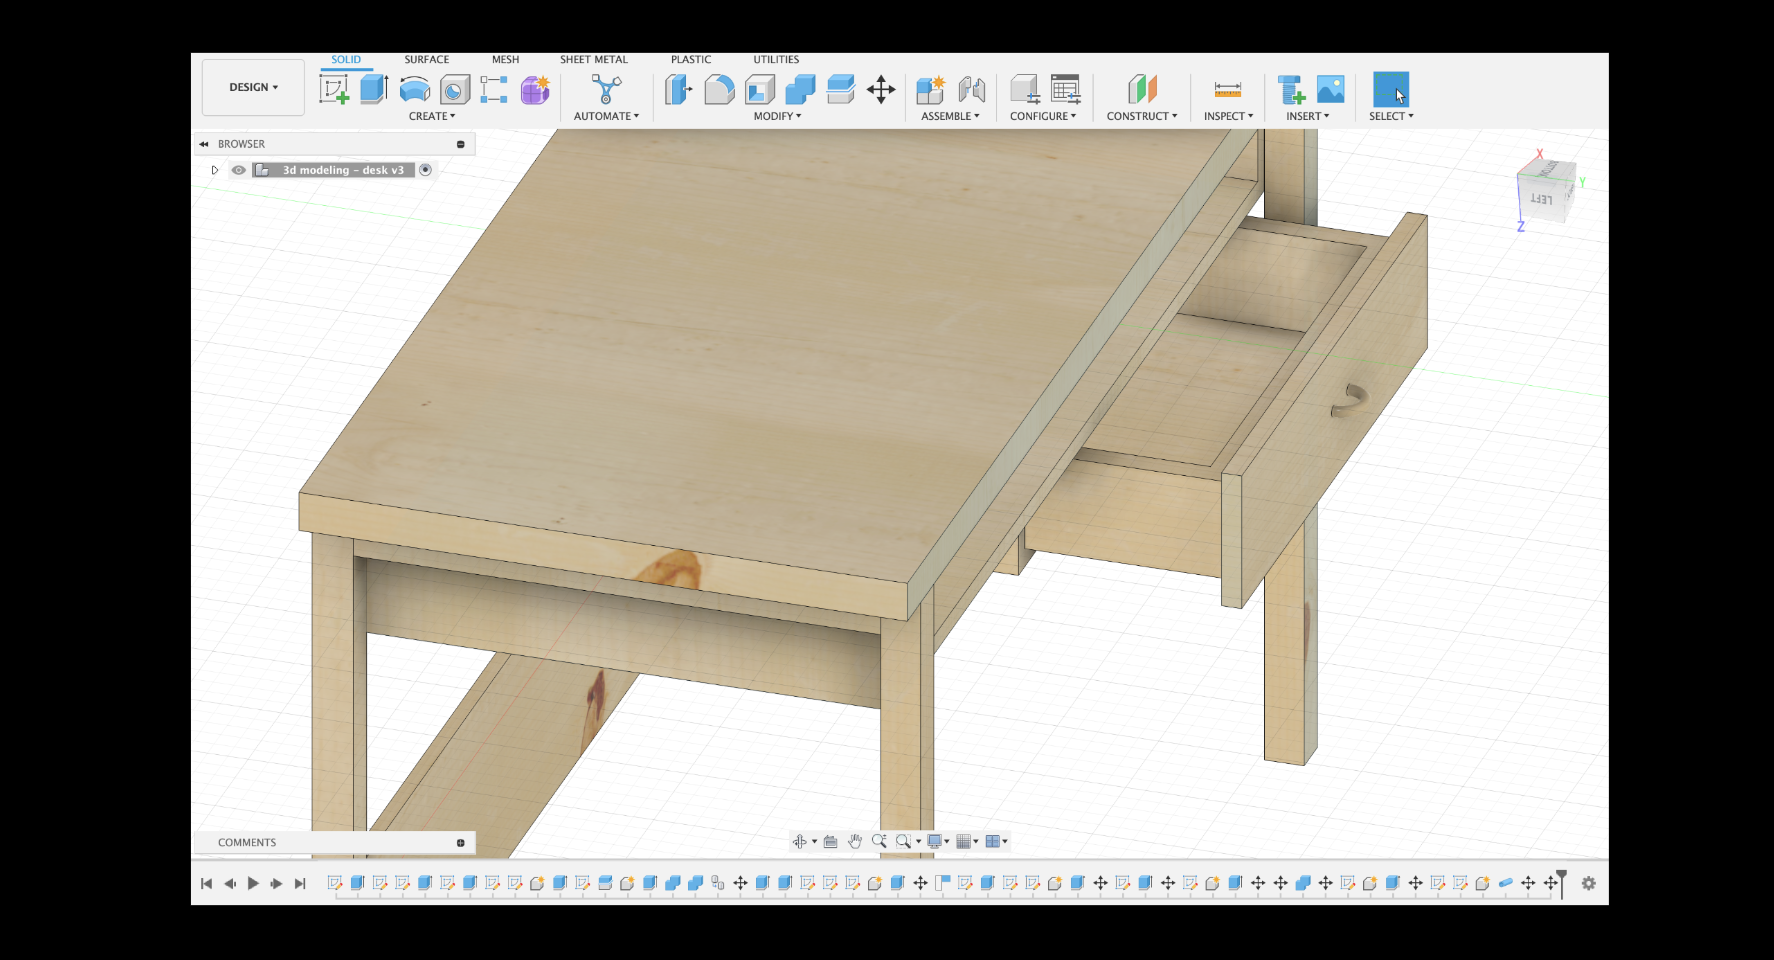 SOLID SURFACE MESH SHEET METAL PLASTIC UTILITIES
DESIGN
CREATE AUTOMATE MODIFY ASSEMBLE CONFIGURE CONSTRUCT INSPECT INSERT SELECT
BROWSER
3d modeling - desk v3
X
Y
LEFT
Z
COMMENTS